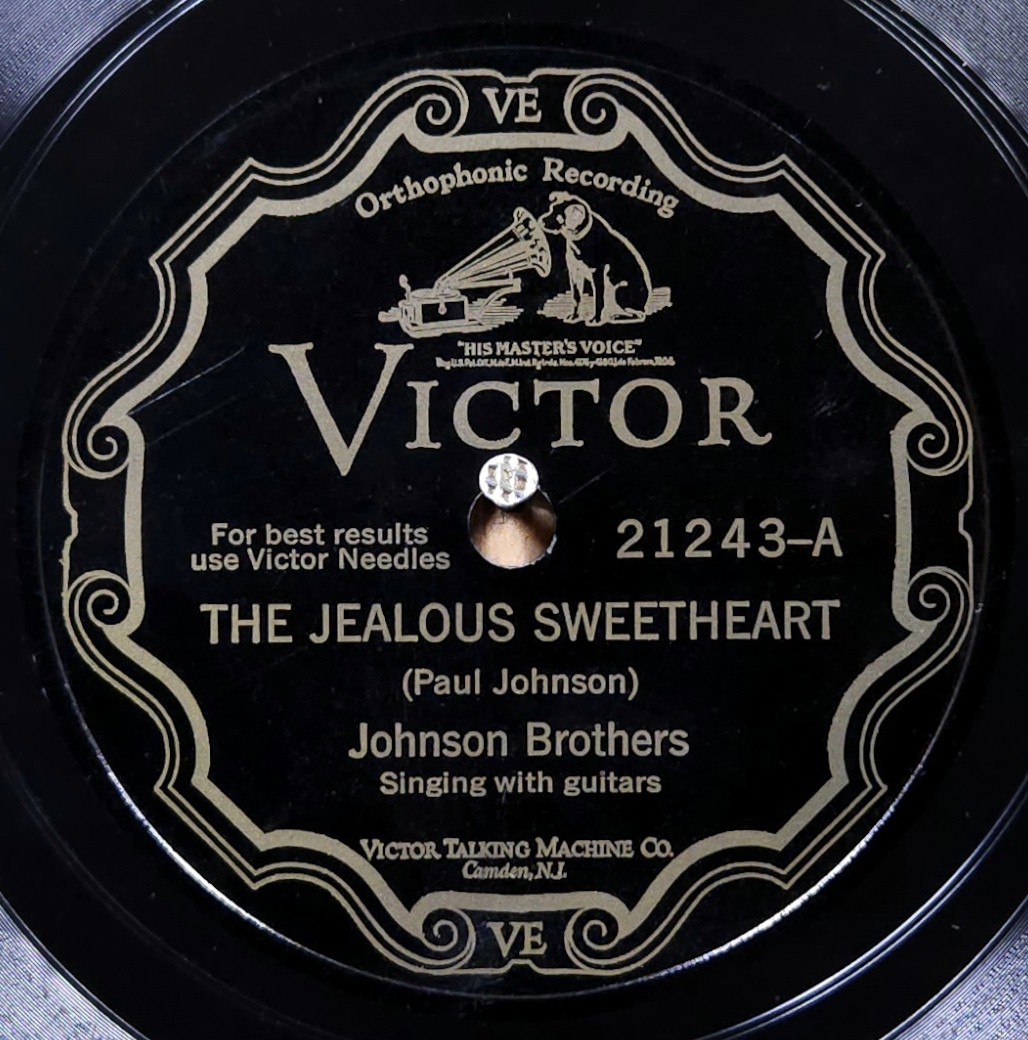 VE
Orthophonic Recording
"HIS MASTER'S VOICE"
VICTOR
For best results
use Victor Needles
21243-A
THE JEALOUS SWEETHEART
(Paul Johnson)
Johnson Brothers
Singing with guitars
VICTOR TALKING MACHINE CO.
Camden, N.J.
VE